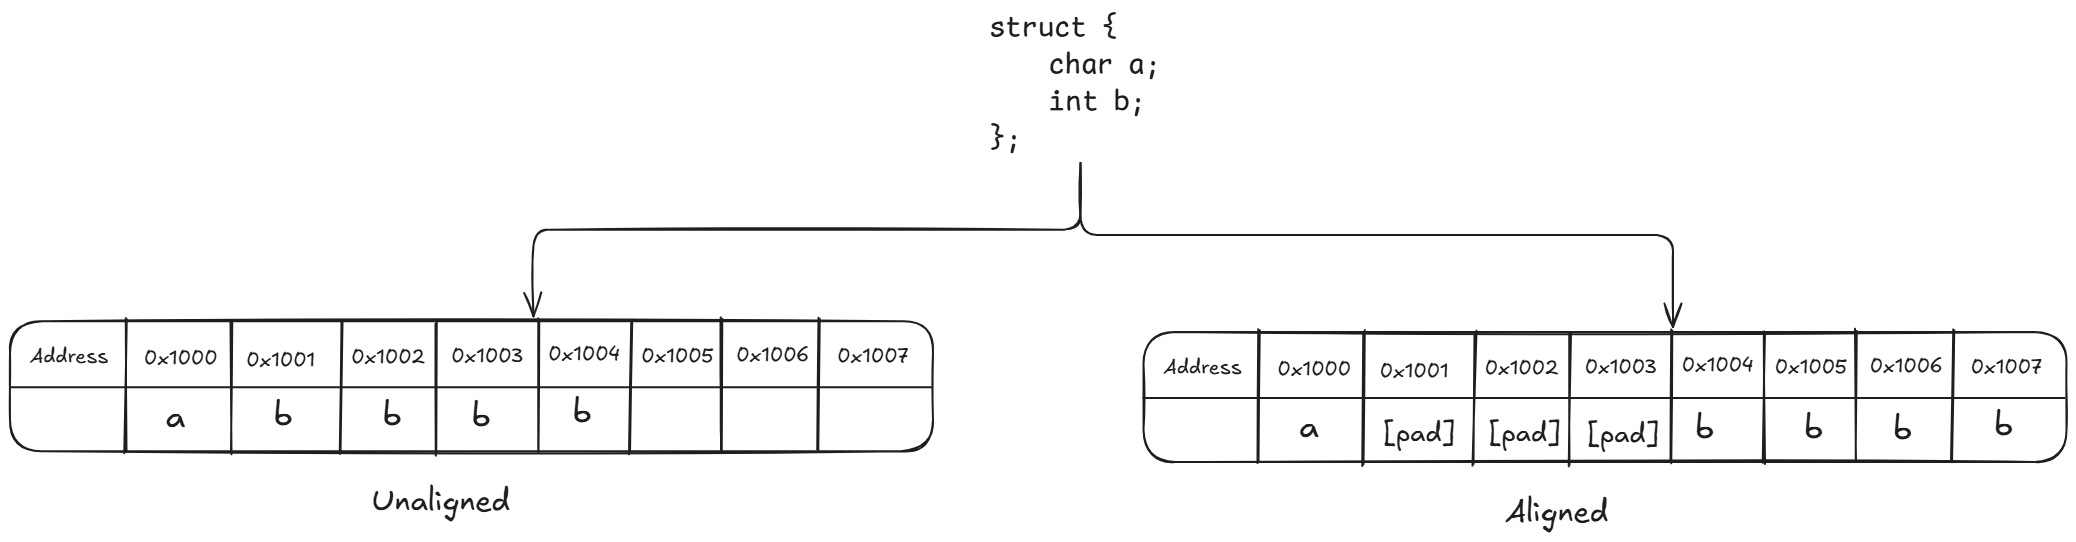 struct {
char a;
int b;
};
Address 0x1000 0x1001 0x1002 0x1003 0x1004 0x1005 0x1006 0x1007
a b b b b
Unaligned
Address 0x1000 0x1001 0x1002 0x1003 0x1004 0x1005 0x1006 0x1007
a [pad] [pad] [pad] b b b b
Aligned